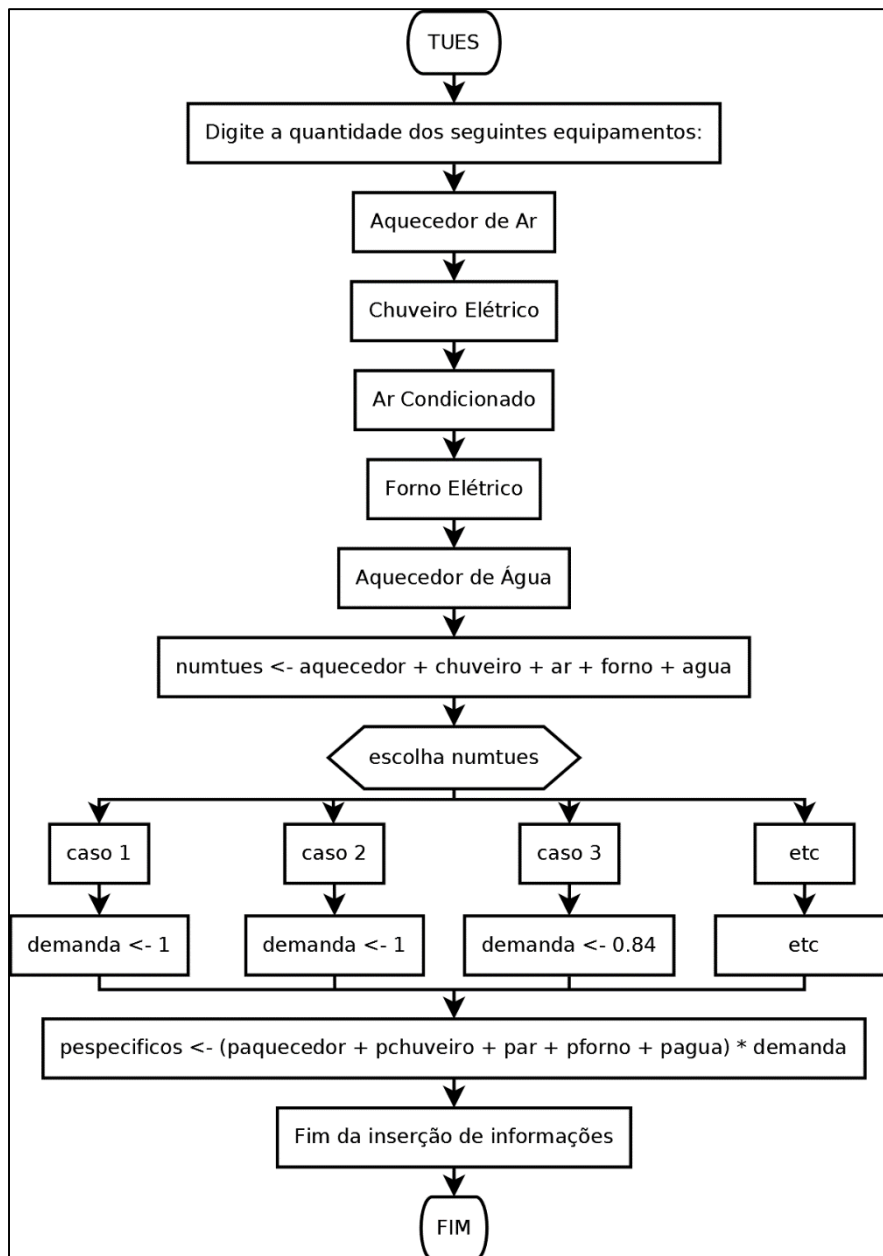 TUES
Digite a quantidade dos seguintes equipamentos:
Aquecedor de Ar
Chuveiro Elétrico
Ar Condicionado
Forno Elétrico
Aquecedor de Água
numtues <- aquecedor + chuveiro + ar + forno + agua
escolha numtues
caso 1
caso 2
caso 3
etc
demanda <- 1
demanda <- 1
demanda <- 0.84
etc
pespecificos <- (paquecedor + pchuveiro + par + pforno + pagua) * demanda
Fim da inserção de informações
FIM